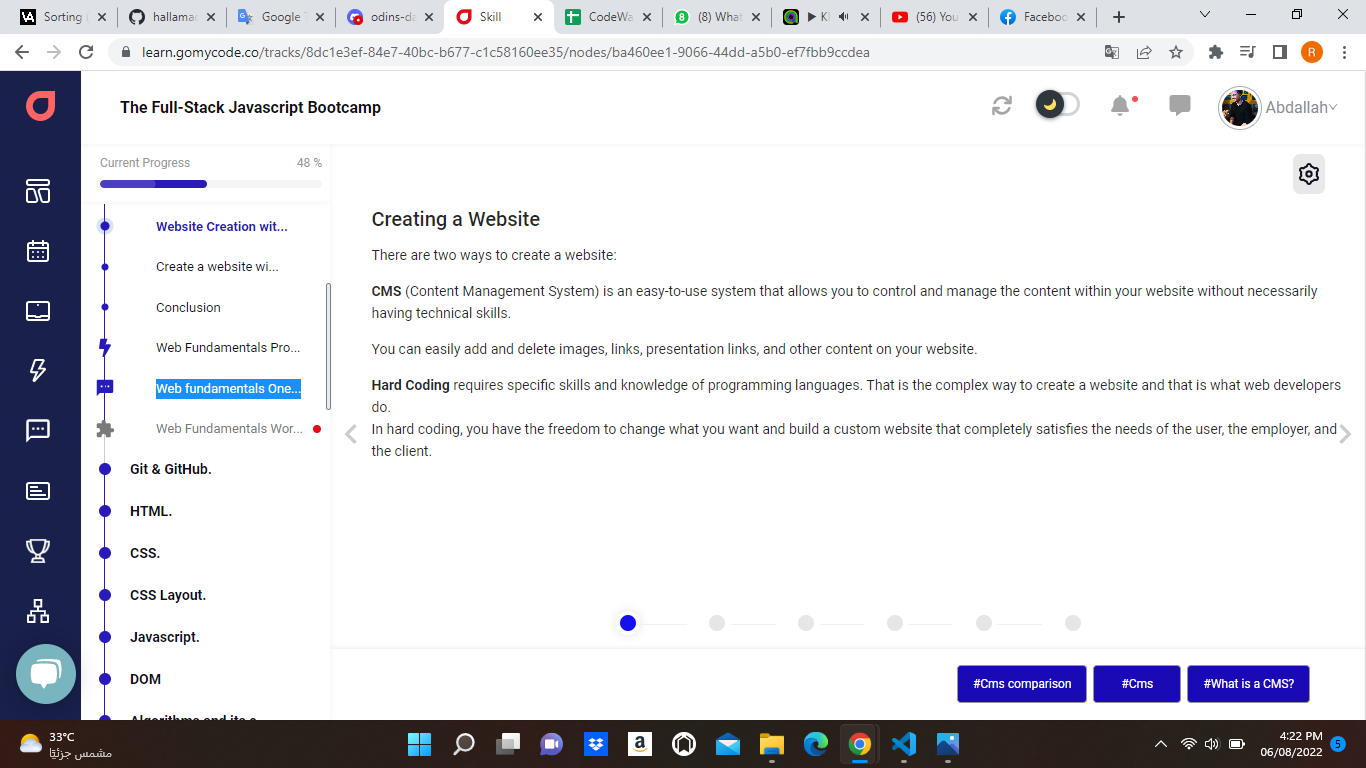 Sorting
hallamac
Google
odins-da
Skill
CodeWa
(8) What
(56) You
Faceboo
learn.gomycode.co/tracks/8dc1e3ef-84e7-40bc-b677-c1c58160ee35/nodes/ba460ee1-9066-44dd-a5b0-ef7fbb9ccdea
R
The Full-Stack Javascript Bootcamp
Abdallah
Current Progress 48 %
Website Creation wit...
Create a website wi...
Conclusion
Web Fundamentals Pro...
Web fundamentals One...
Web Fundamentals Wor...
Git & GitHub.
HTML.
CSS.
CSS Layout.
Javascript.
DOM
Algorithms and its c
Creating a Website
There are two ways to create a website:
CMS (Content Management System) is an easy-to-use system that allows you to control and manage the content within your website without necessarily
having technical skills.
You can easily add and delete images, links, presentation links, and other content on your website.
Hard Coding requires specific skills and knowledge of programming languages. That is the complex way to create a website and that is what web developers
do.
In hard coding, you have the freedom to change what you want and build a custom website that completely satisfies the needs of the user, the employer, and
the client.
#Cms comparison
#Cms
#What is a CMS?
33°C
مشمس جزئيًا
4:22 PM
06/08/2022
5